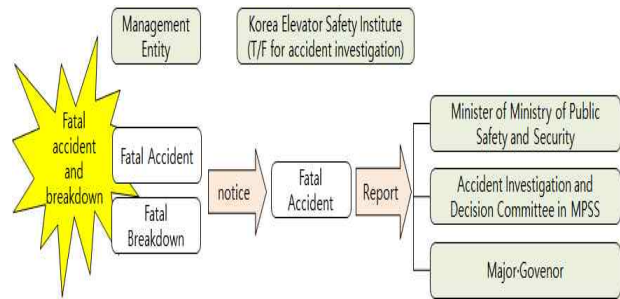 Management
Entity
Korea Elevator Safety Institute
(T/F for accident investigation)
Fatal
accident
and
breakdown
Fatal Accident
Fatal
Breakdown
notice
Fatal
Accident
Report
Minister of Ministry of Public
Safety and Security
Accident Investigation and
Decision Committee in MPSS
Major·Govenor